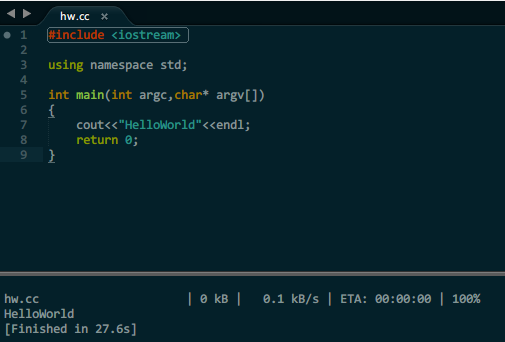 hw.cc ×
1 #include <iostream>
2
3 using namespace std;
4
5 int main(int argc,char* argv[])
6 {
7 cout<<"HelloWorld"<<endl;
8 return 0;
9 }
hw.cc | 0 kB | 0.1 kB/s | ETA: 00:00:00 | 100%
HelloWorld
[Finished in 27.6s]